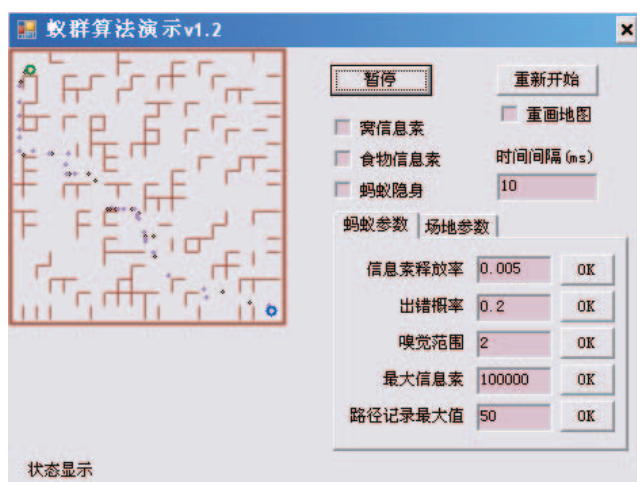 蚁群算法演示v1.2
暂停
重新开始
重画地图
窝信息素
食物信息素
时间间隔(ms)
蚂蚁隐身
10
蚂蚁参数
场地参数
信息素释放率 0.005 OK
出错概率 0.2 OK
嗅觉范围 2 OK
最大信息素 100000 OK
路径记录最大值 50 OK
状态显示